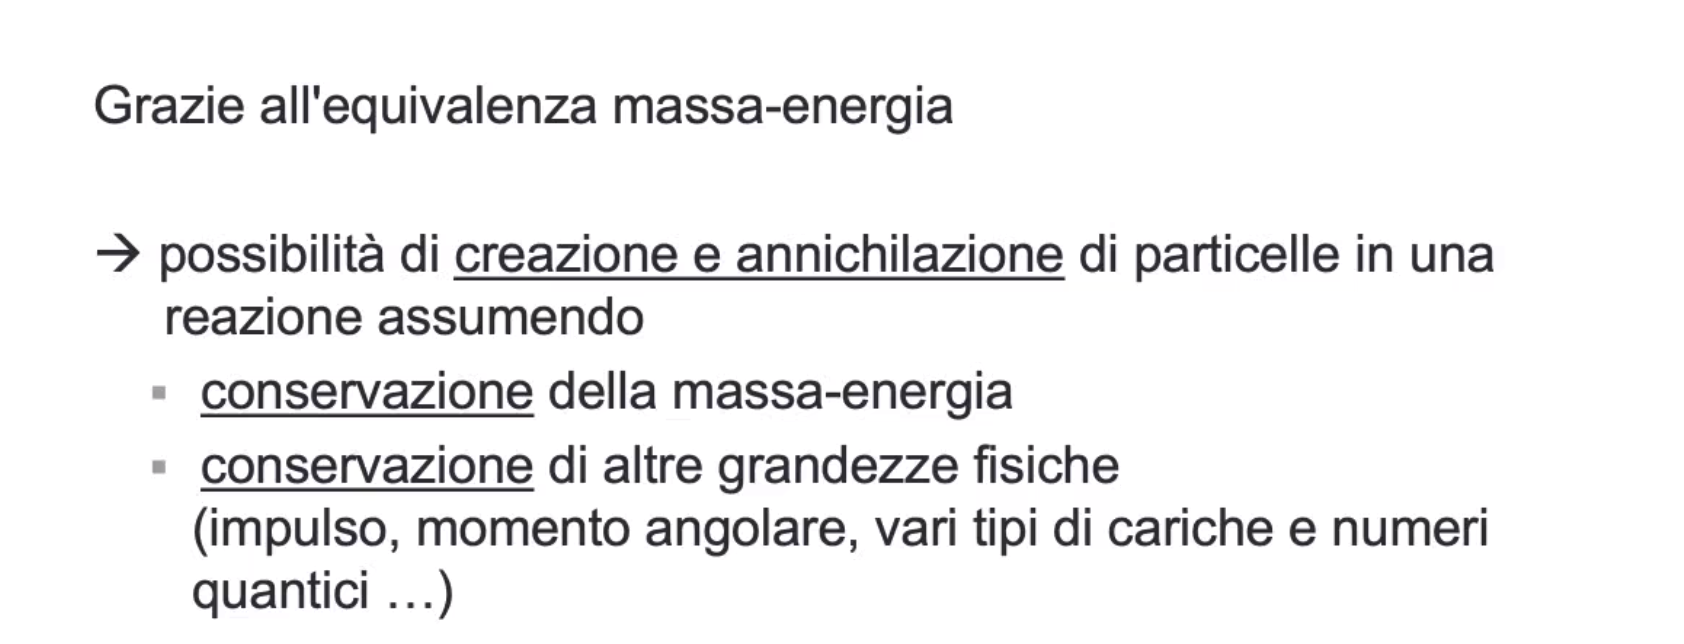 Grazie all'equivalenza massa-energia
→ possibilità di creazione e annichilazione di particelle in una
reazione assumendo
▪ conservazione della massa-energia
▪ conservazione di altre grandezze fisiche
(impulso, momento angolare, vari tipi di cariche e numeri
quantici …)